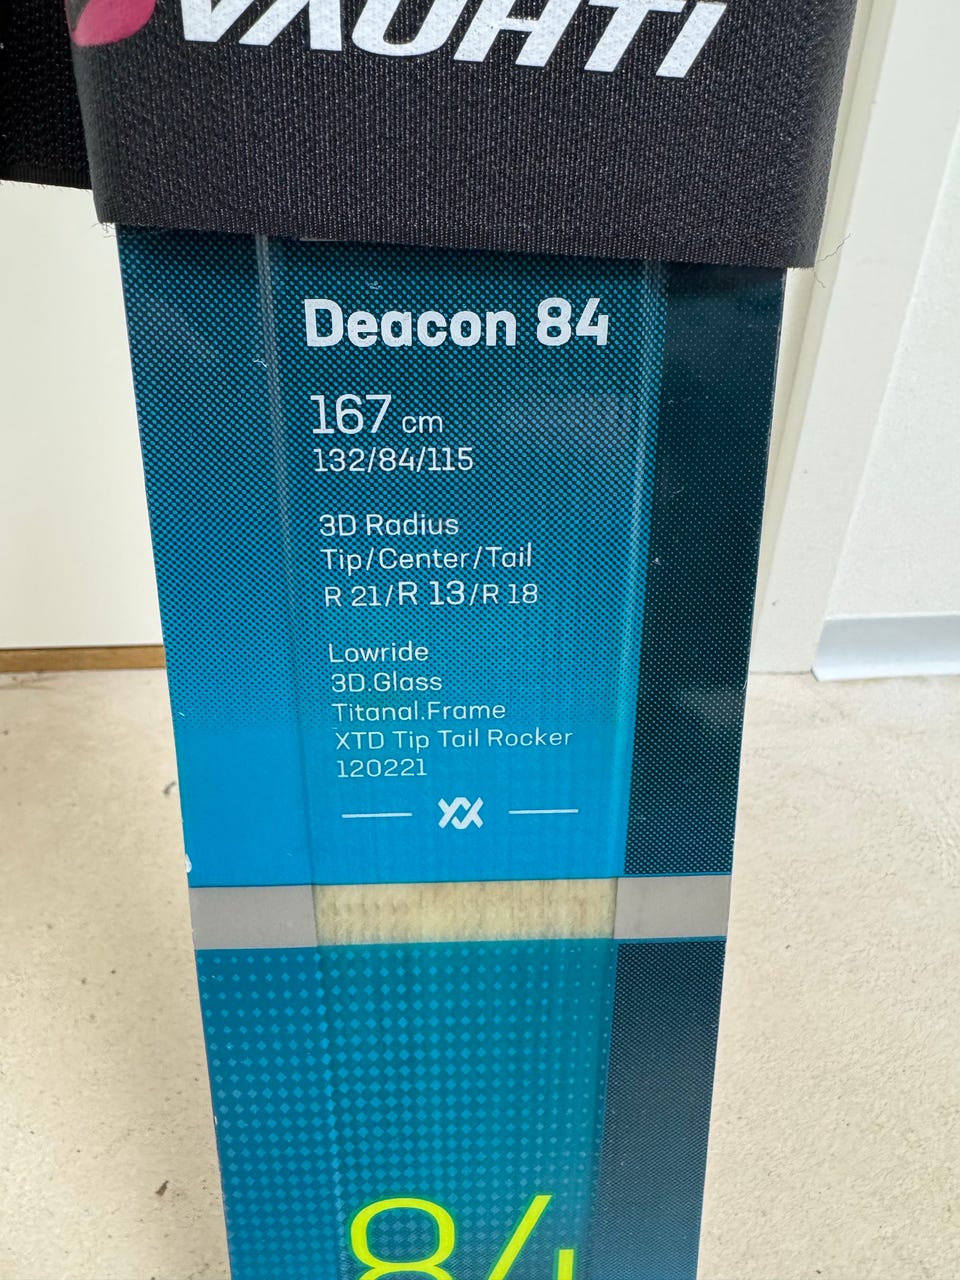 VAUHTI
Deacon 84
167 cm
132/84/115
3D Radius
Tip/Center/Tail
R 21/R 13/R 18
Lowride
3D.Glass
Titanal.Frame
XTD Tip Tail Rocker
120221
84